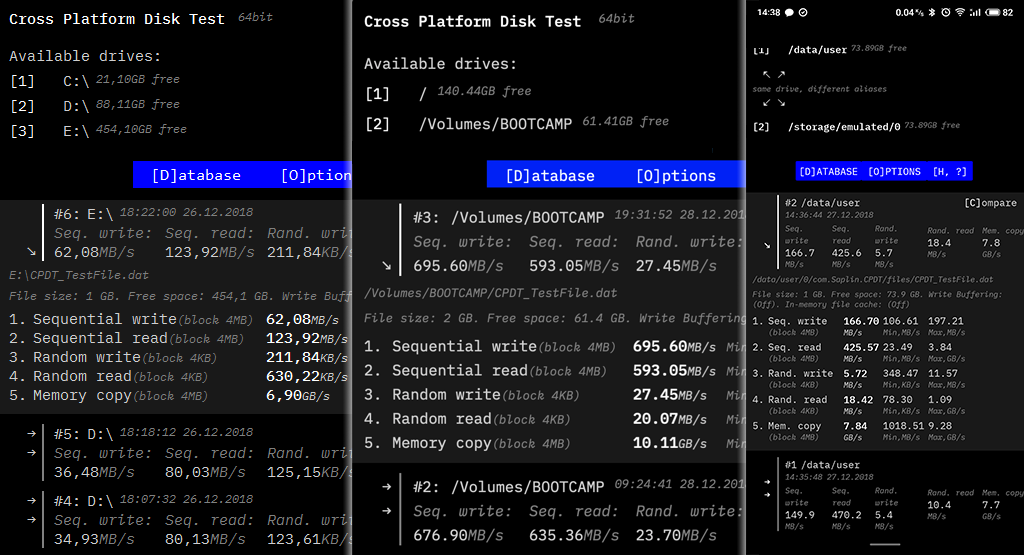 Cross Platform Disk Test 64bit
Available drives:
[1] C:\ 21,10GB free
[2] D:\ 88,11GB free
[3] E:\ 454,10GB free
[D]atabase [O]ption
#6: E:\ 18:22:00 26.12.2018
Seq. write: Seq. read: Rand. write
↘ 62,08MB/s 123,92MB/s 211,84KB/s
E:\CPDT_TestFile.dat
File size: 1 GB. Free space: 454,1 GB. Write Buff
1. Sequential write(block 4MB) 62,08MB/s
2. Sequential read(block 4MB) 123,92MB/s
3. Random write(block 4KB) 211,84KB/s
4. Random read(block 4KB) 630,22KB/s
5. Memory copy(block 4MB) 6,90GB/s
→ #5: D:\ 18:18:12 26.12.2018
→ Seq. write: Seq. read: Rand. writ
36,48MB/s 80,03MB/s 125,15KB/
→ #4: D:\ 18:07:32 26.12.2018
→ Seq. write: Seq. read: Rand. writ
34,93MB/s 80,13MB/s 123,61KB/
Cross Platform Disk Test 64bit
Available drives:
[1] / 140.44GB free
[2] /Volumes/BOOTCAMP 61.41GB free
[D]atabase [O]ptions
#3: /Volumes/BOOTCAMP 19:31:52 28.12.201
Seq. write: Seq. read: Rand. write:
↘ 695.60MB/s 593.05MB/s 27.45MB/s
/Volumes/BOOTCAMP/CPDT_TestFile.dat
File size: 2 GB. Free space: 61.4 GB. Write Buffering
1. Sequential write(block 4MB) 695.60MB/s Min
2. Sequential read(block 4MB) 593.05MB/s Min
3. Random write(block 4KB) 27.45MB/s Min
4. Random read(block 4KB) 20.07MB/s Min
5. Memory copy(block 4MB) 10.11GB/s Min
→ #2: /Volumes/BOOTCAMP 09:24:41 28.12.201
→ Seq. write: Seq. read: Rand. write:
676.90MB/s 635.36MB/s 23.70MB/s
14:38 0.04 K/s 82
[1] /data/user 73.89GB free
↖ ↗
same drive, different aliases
↙ ↘
[2] /storage/emulated/0 73.89GB free
[D]ATABASE [O]PTIONS [H, ?]
#2 /data/user [C]ompare
14:36:44 27.12.2018
Seq. write Seq. read Rand. write Rand. read Mem. copy
↘ 166.7 MB/s 425.6 MB/s 5.7 MB/s 18.4 MB/s 7.8 GB/s
/data/user/0/com.Saplin.CPDT/files/CPDT_TestFile.dat
File size: 1 GB. Free space: 73.9 GB. Write Buffering:
(Off). In-memory file cache: (Off)
1. Seq. write 166.70 106.61 197.21
(block 4MB) MB/s Min,MB/s Max,MB/s
2. Seq. read 425.57 23.49 3.84
(block 4MB) MB/s Min,MB/s Max,GB/s
3. Rand. write 5.72 348.47 11.57
(block 4KB) MB/s Min,KB/s Max,MB/s
4. Rand. read 18.42 78.30 1.09
(block 4KB) MB/s Min,KB/s Max,GB/s
5. Mem. copy 7.84 1018.51 9.28
(block 4MB) GB/s Min,MB/s Max,GB/s
#1 /data/user
→ 14:35:48 27.12.2018
→ Seq. write Seq. read Rand. write Rand. read Mem. copy
149.9 MB/s 470.2 MB/s 5.4 MB/s 10.4 MB/s 7.7 GB/s